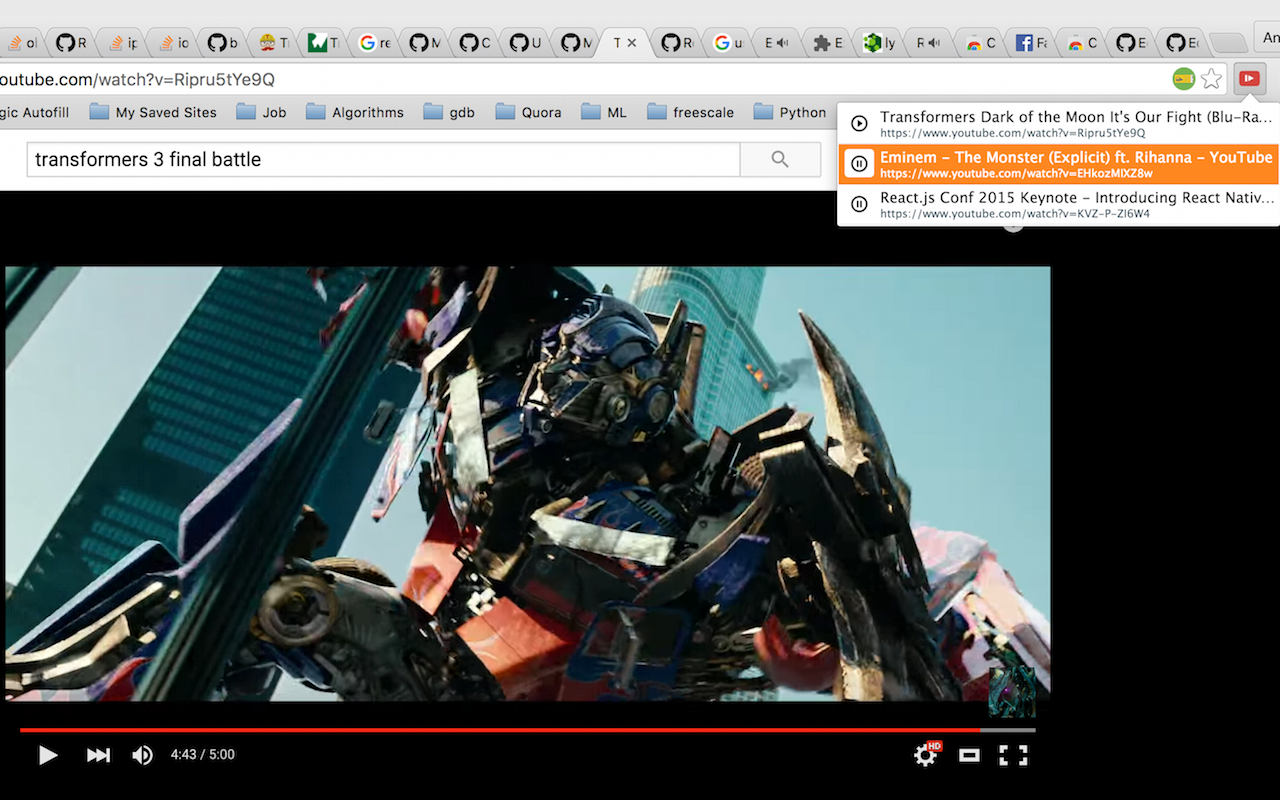 ol
R
ip
io
b
T
T
re
M
C
U
M
T
R
u
E
E
ly
R
C
Fa
C
E
Ec
An
outube.com/watch?v=Ripru5tYe9Q
gic Autofill
My Saved Sites
Job
Algorithms
gdb
Quora
ML
freescale
Python
Transformers Dark of the Moon It's Our Fight (Blu-Ra...
https://www.youtube.com/watch?v=Ripru5tYe9Q
Eminem – The Monster (Explicit) ft. Rihanna – YouTube
https://www.youtube.com/watch?v=EHkozMIXZ8w
React.js Conf 2015 Keynote – Introducing React Nativ...
https://www.youtube.com/watch?v=KVZ-P-ZI6W4
transformers 3 final battle
4:43 / 5:00
HD